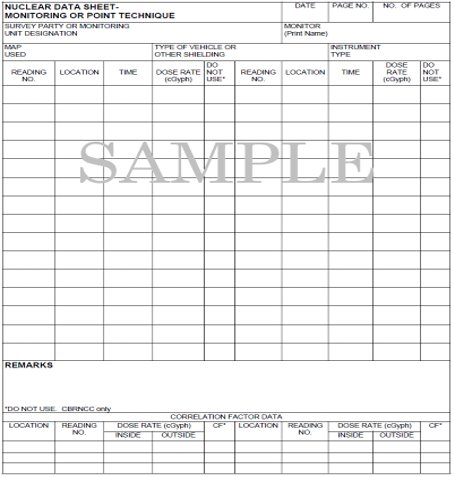 NUCLEAR DATA SHEET-
MONITORING OR POINT TECHNIQUE
DATE
PAGE NO.
NO. OF PAGES
SURVEY PARTY OR MONITORING
UNIT DESIGNATION
MONITOR
(Print Name)
MAP
USED
TYPE OF VEHICLE OR
OTHER SHIELDING
INSTRUMENT
TYPE
READING
NO.
LOCATION
TIME
DOSE RATE
(cGyph)
DO
NOT
USE*
READING
NO.
LOCATION
TIME
DOSE
RATE
(cGyph)
DO
NOT
USE*
SAMPLE
REMARKS
*DO NOT USE. CBRNCC only
CORRELATION FACTOR DATA
LOCATION
READING
NO.
DOSE RATE (cGyph)
INSIDE
OUTSIDE
CF*
LOCATION
READING
NO.
DOSE RATE (cGyph)
INSIDE
OUTSIDE
CF*